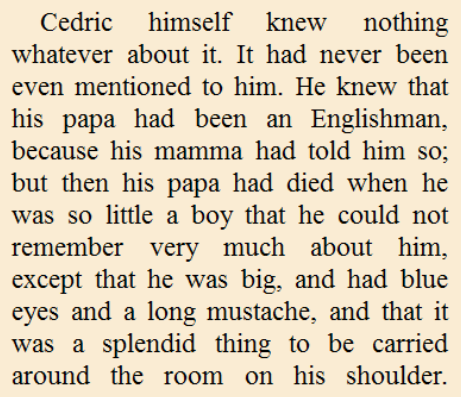 Cedric himself knew nothing
whatever about it. It had never been
even mentioned to him. He knew that
his papa had been an Englishman,
because his mamma had told him so;
but then his papa had died when he
was so little a boy that he could not
remember very much about him,
except that he was big, and had blue
eyes and a long mustache, and that it
was a splendid thing to be carried
around the room on his shoulder.